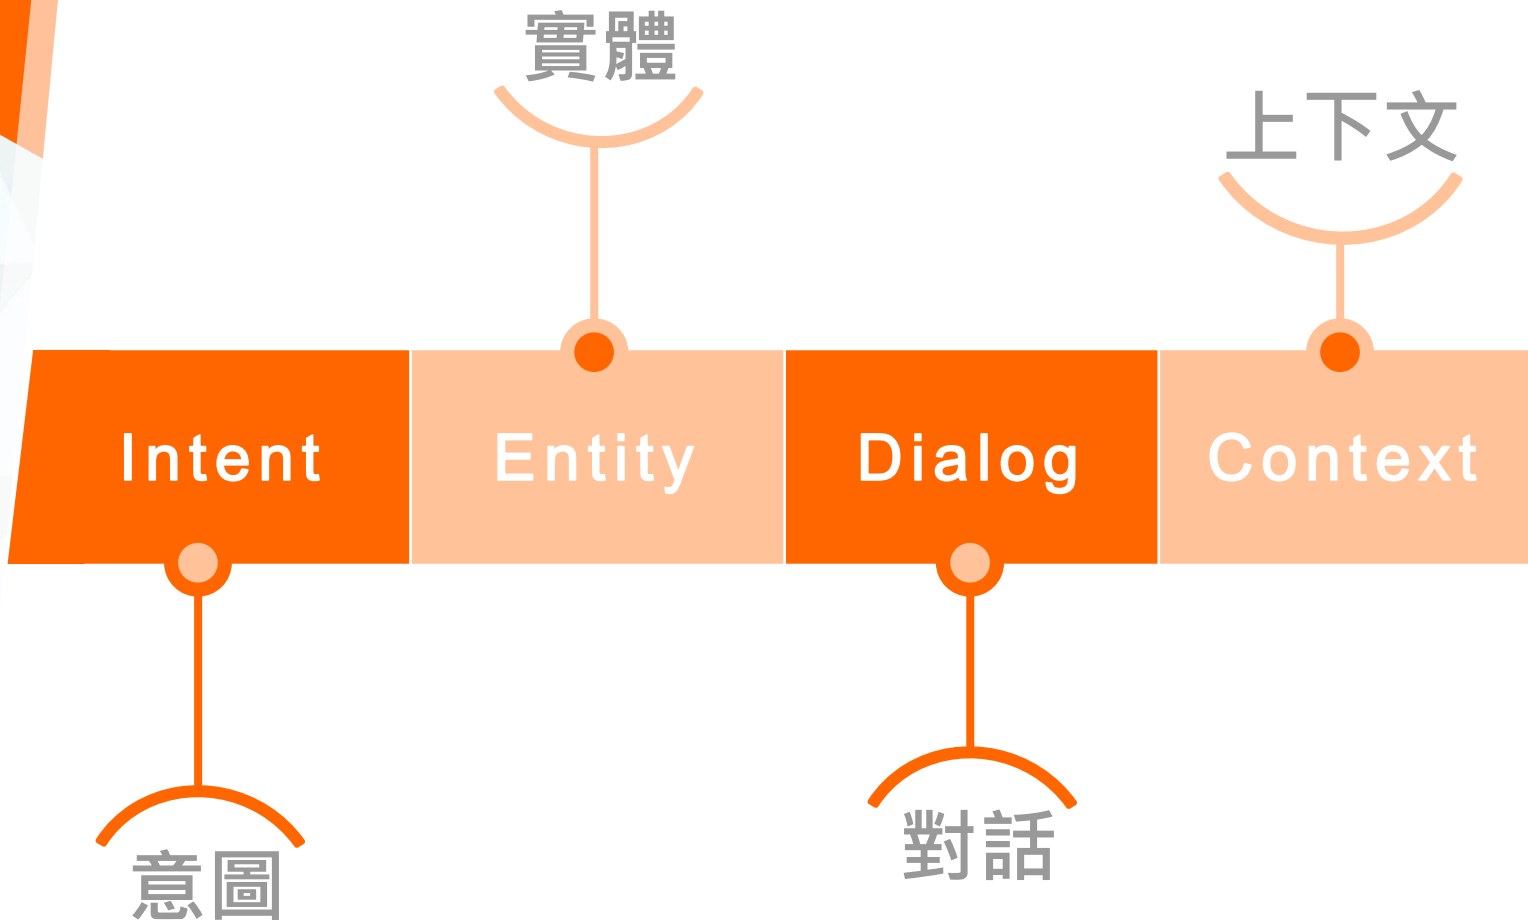 實體
上下文
Intent
Entity
Dialog
Context
對話
意圖